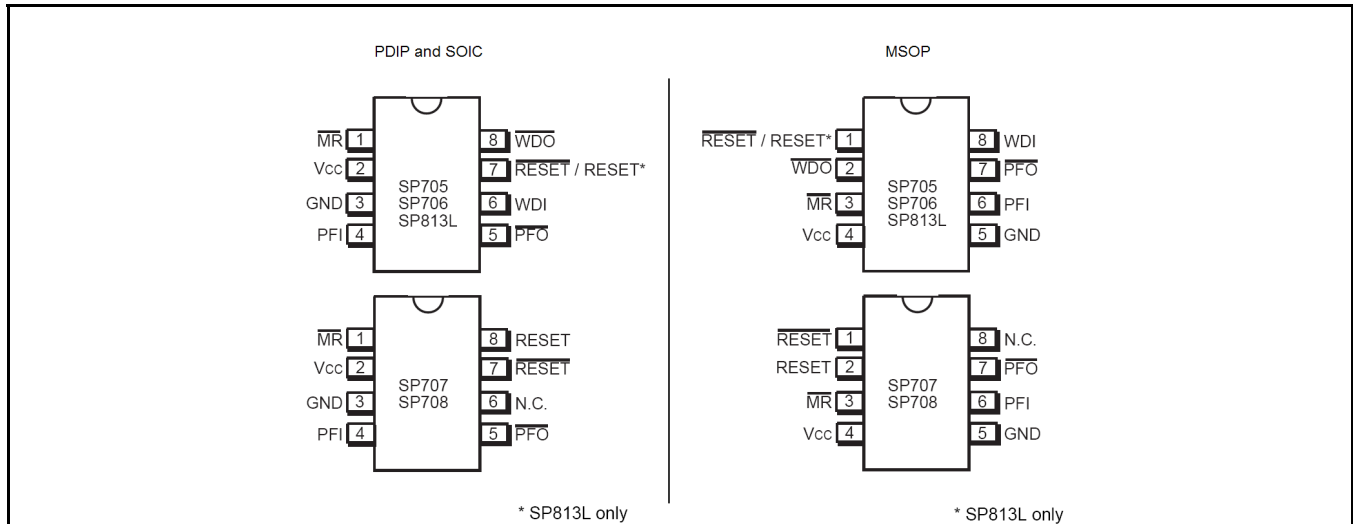 PDIP and SOIC
MR 1
Vcc 2
GND 3
PFI 4
SP705
SP706
SP813L
8 WDO
7 RESET / RESET*
6 WDI
5 PFO
MR 1
Vcc 2
GND 3
PFI 4
SP707
SP708
8 RESET
7 RESET
6 N.C.
5 PFO
* SP813L only
MSOP
RESET / RESET* 1
WDO 2
MR 3
Vcc 4
SP705
SP706
SP813L
8 WDI
7 PFO
6 PFI
5 GND
RESET 1
RESET 2
MR 3
Vcc 4
SP707
SP708
8 N.C.
7 PFO
6 PFI
5 GND
* SP813L only